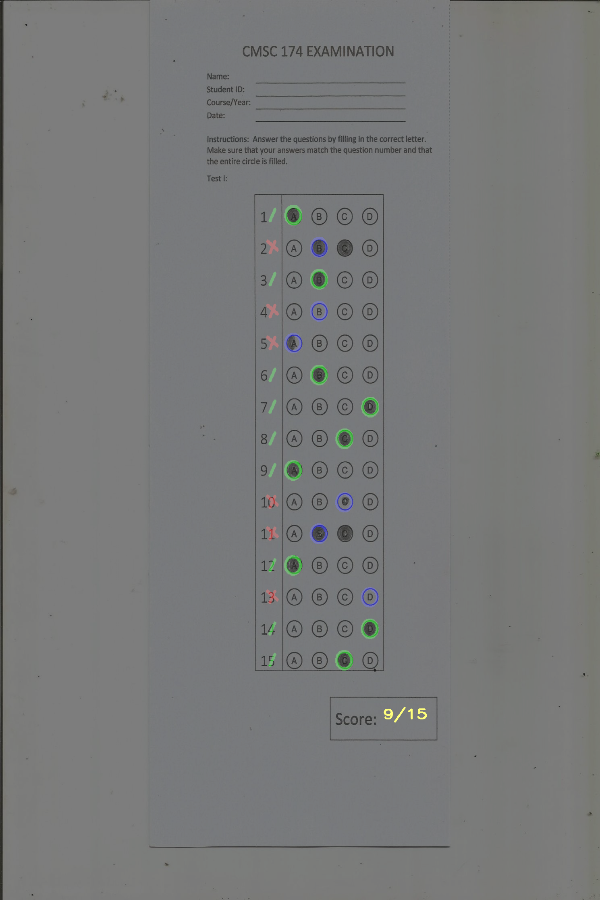 CMSC 174 EXAMINATION
Name:
Student ID:
Course/Year:
Date:
Instructions: Answer the questions by filling in the correct letter.
Make sure that your answers match the question number and that
the entire circle is filled.
Test I:
1 A B C D
2 A B C D
3 A B C D
4 A B C D
5 A B C D
6 A B C D
7 A B C D
8 A B C D
9 A B C D
10 A B C D
11 A B C D
12 A B C D
13 A B C D
14 A B C D
15 A B C D
Score: 9/15